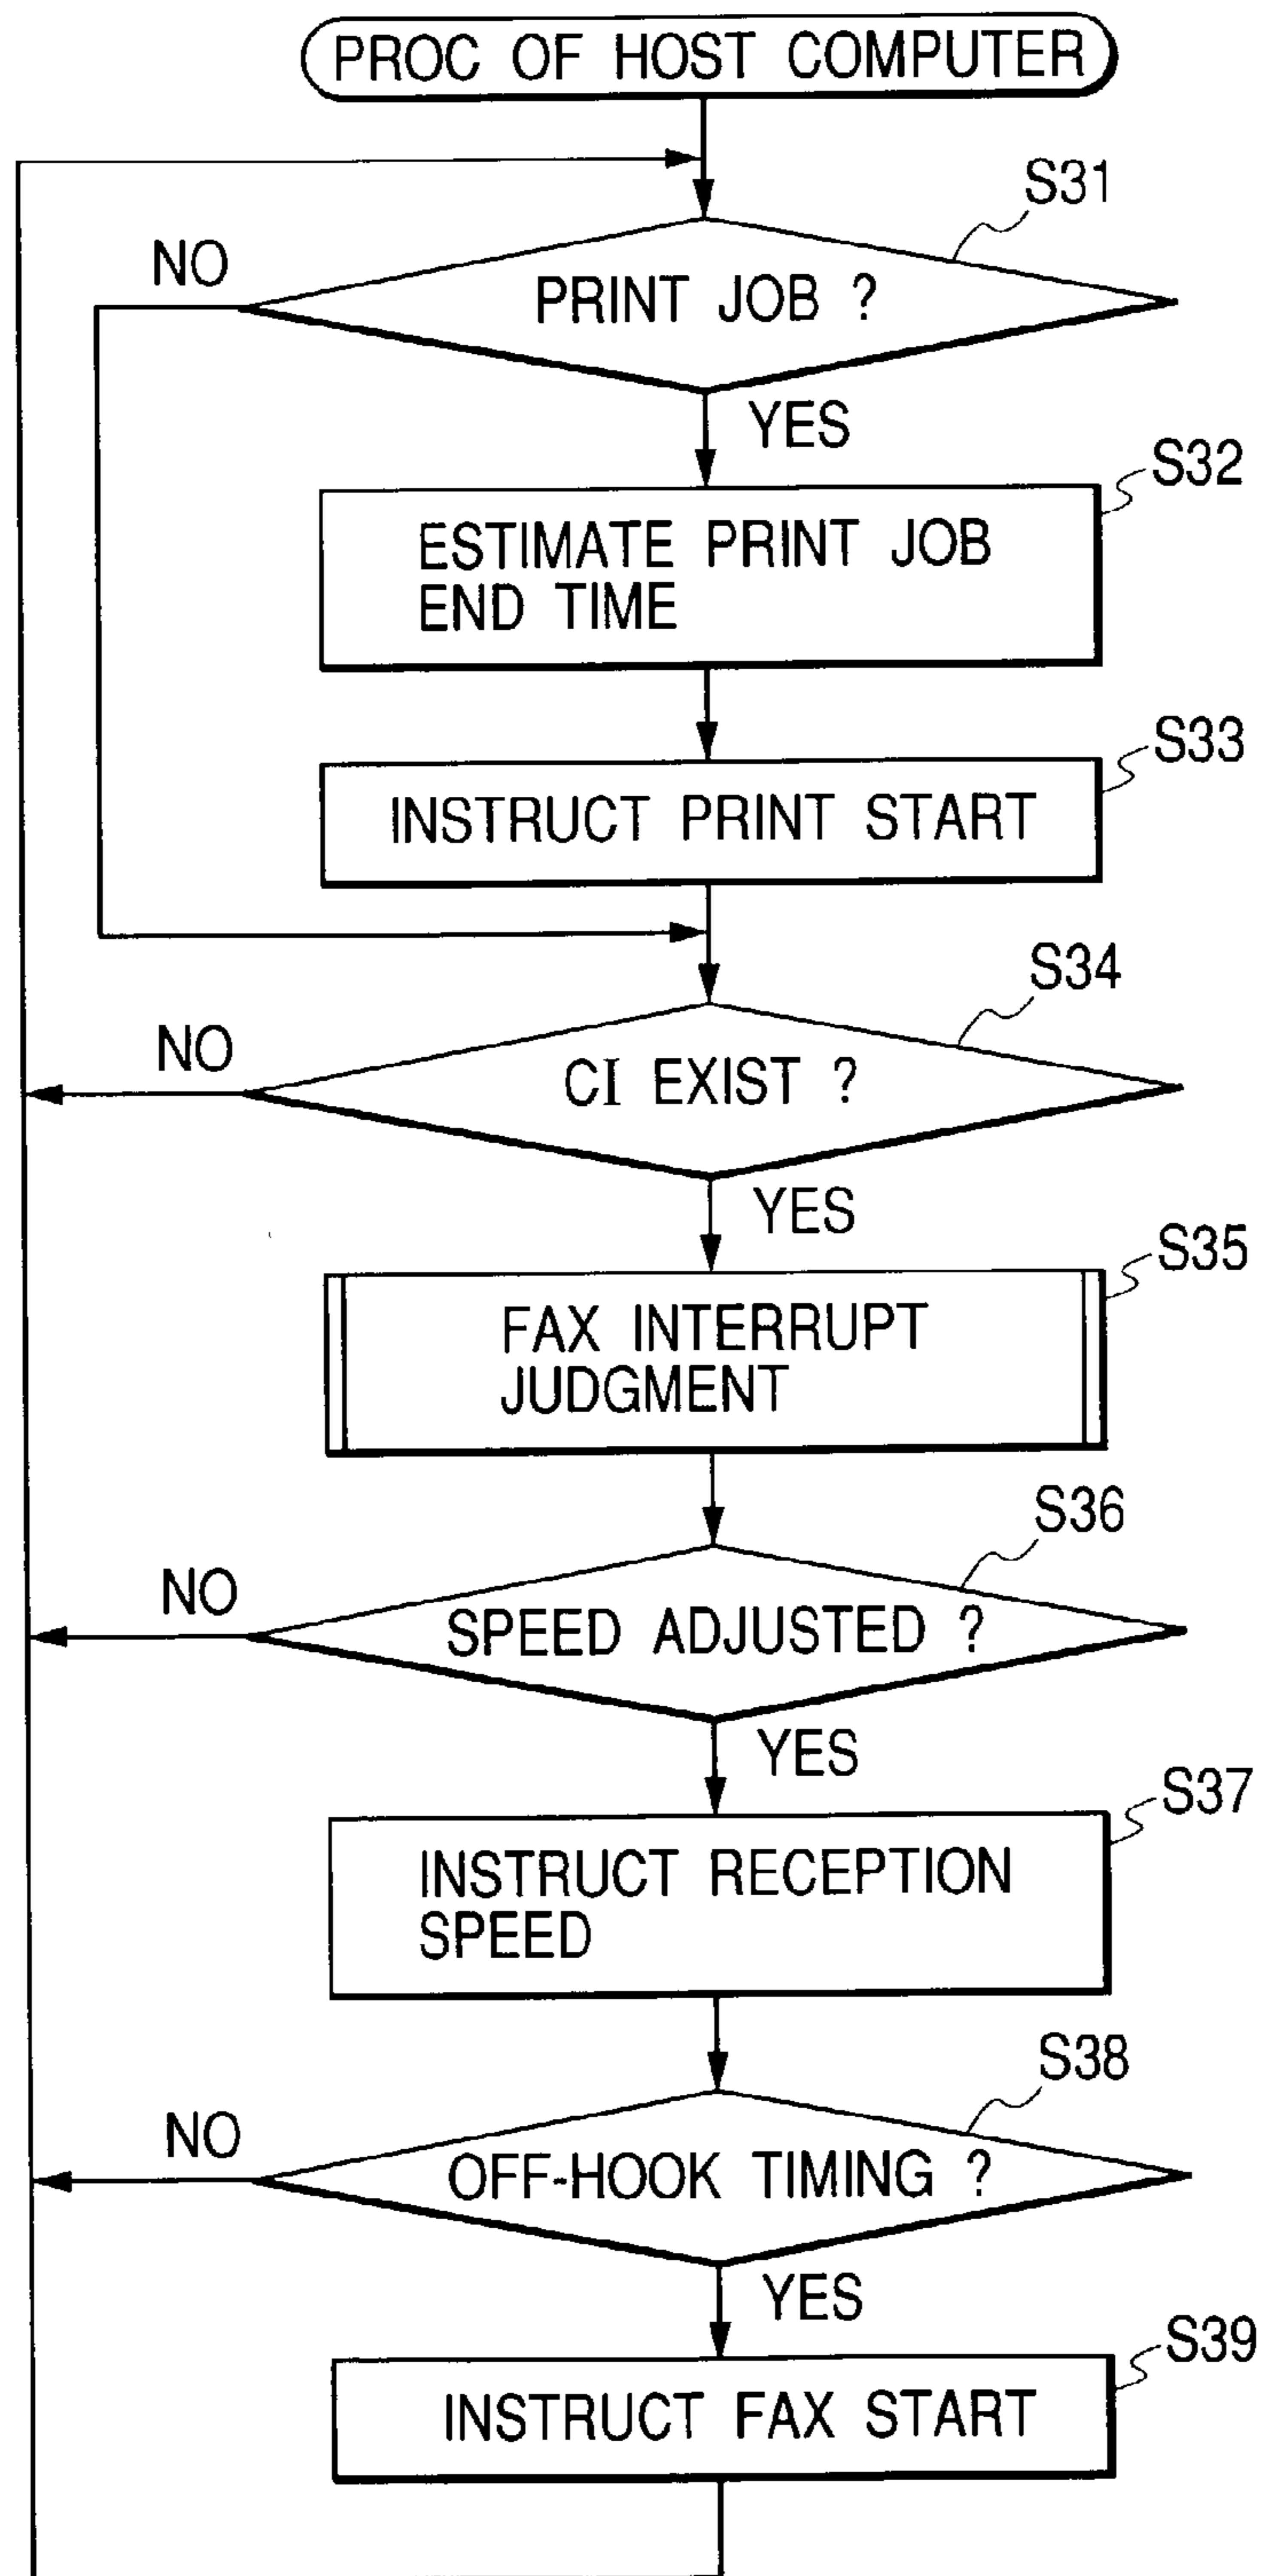 PROC OF HOST COMPUTER
S31
NO
PRINT JOB ?
YES
S32
ESTIMATE PRINT JOB
END TIME
S33
INSTRUCT PRINT START
S34
NO
CI EXIST ?
YES
S35
FAX INTERRUPT
JUDGMENT
S36
NO
SPEED ADJUSTED ?
YES
S37
INSTRUCT RECEPTION
SPEED
S38
NO
OFF-HOOK TIMING ?
YES
S39
INSTRUCT FAX START